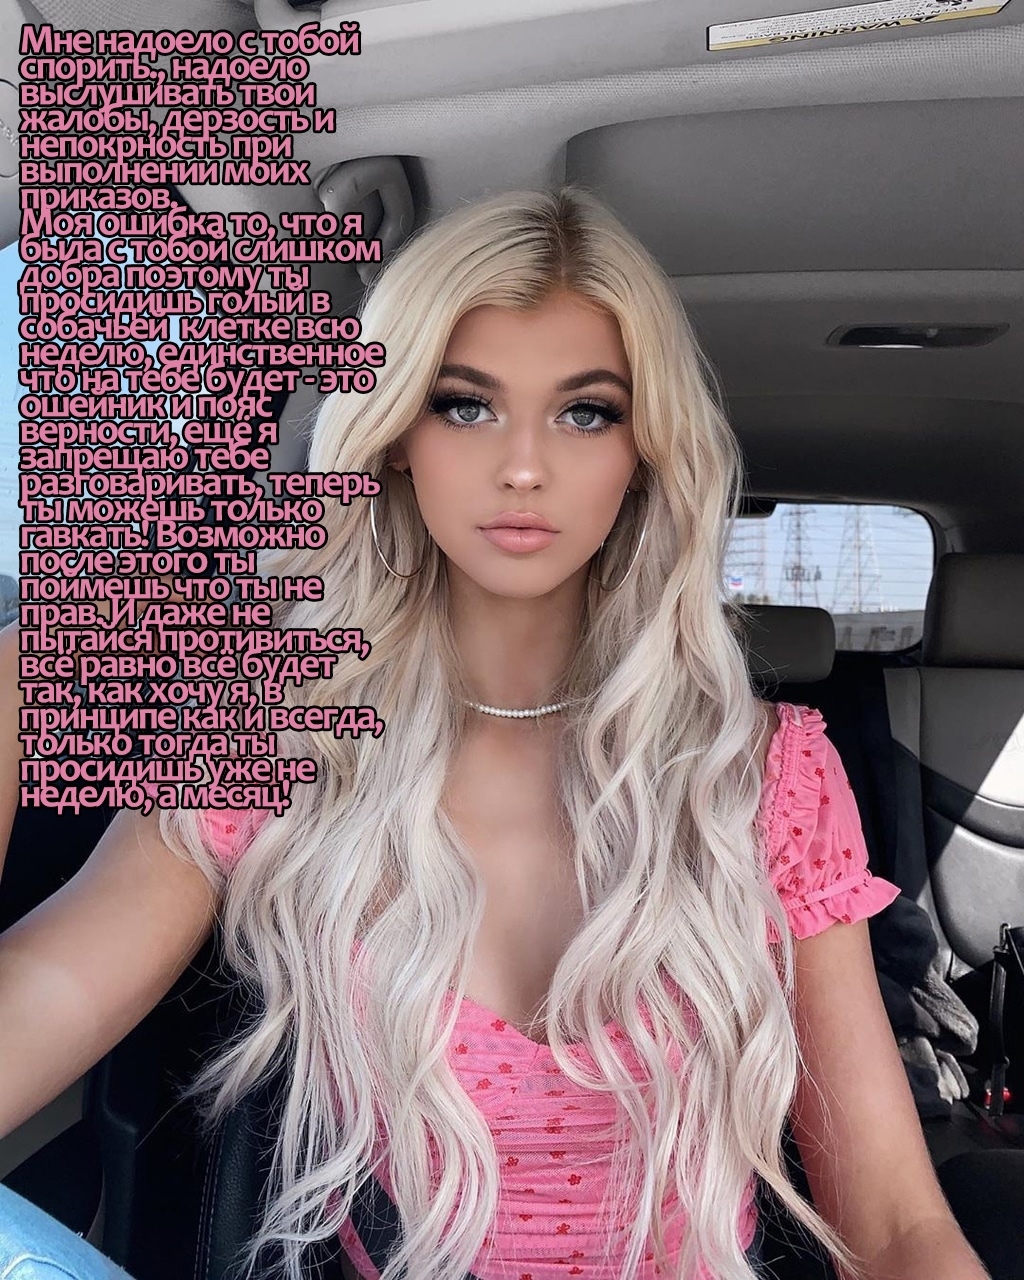 Мне надоело с тобой
спорить., надоело
выслушивать твои
жалобы, дерзость и
непокрность при
выполнении моих
приказов.
Моя ошибка то, что я
была с тобой слишком
добра поэтому ты
просидишь голый в
собачьей клетке всю
неделю, единственное
что на тебе будет - это
ошейник и пояс
верности, ещё я
запрещаю тебе
разговаривать, теперь
ты можешь только
гавкать! Возможно
после этого ты
поимешь что ты не
прав. И даже не
пытайся противиться,
всё равно всё будет
так, как хочу я, в
принципе как и всегда,
только тогда ты
просидишь уже не
неделю, а месяц!
WARNING